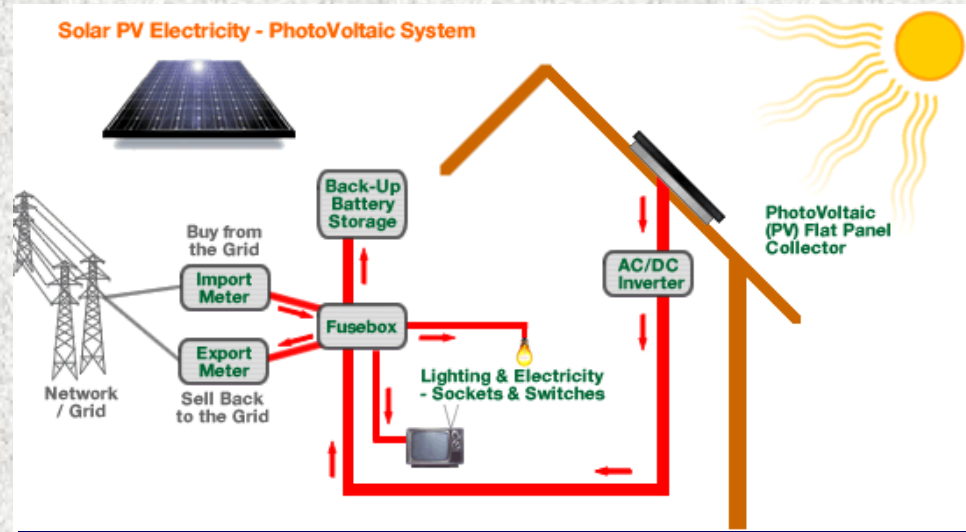 Solar PV Electricity - PhotoVoltaic System
Back-Up
Battery
Storage
Buy from
the Grid
Import
Meter
Fusebox
Export
Meter
Sell Back
to the Grid
Network
/ Grid
Lighting & Electricity
- Sockets & Switches
AC/DC
Inverter
PhotoVoltaic
(PV) Flat Panel
Collector